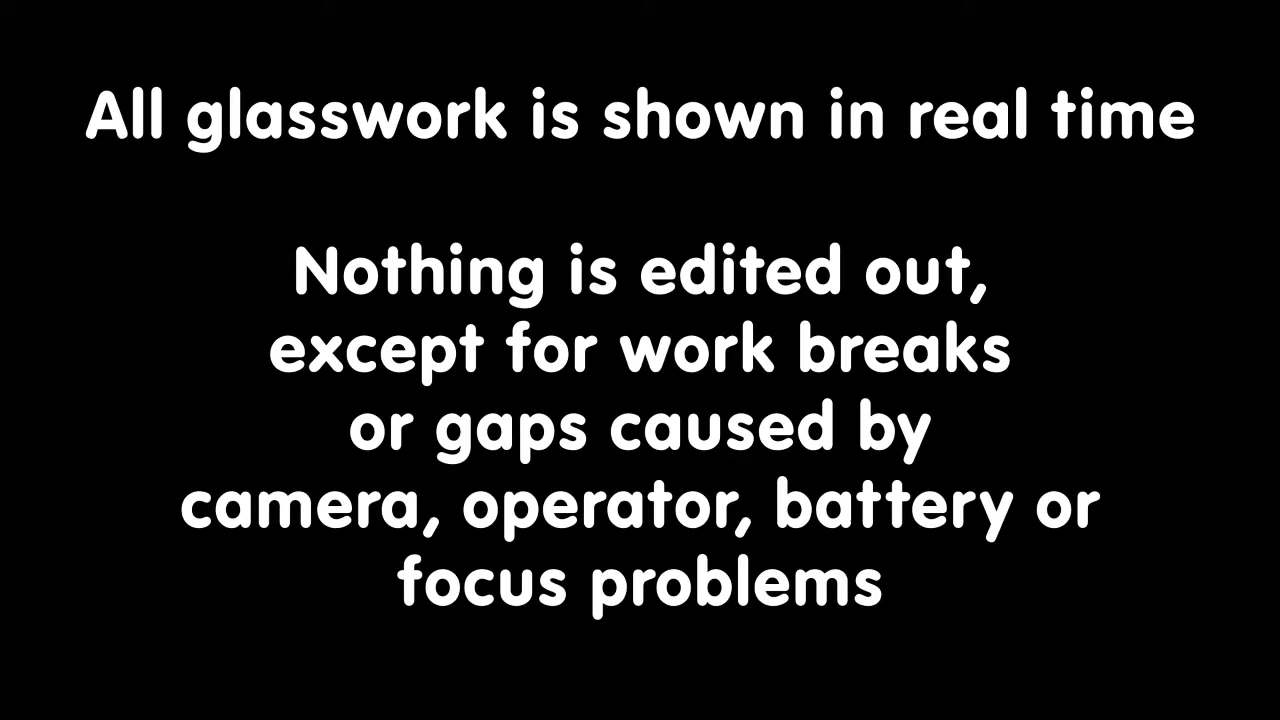 All glasswork is shown in real time
Nothing is edited out,
except for work breaks
or gaps caused by
camera, operator, battery or
focus problems